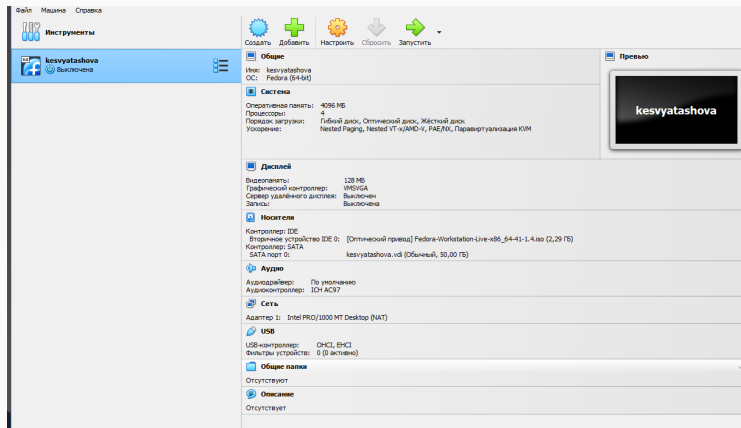 Файл Машина Справка
Инструменты
kesvyatashova
Выключена
Создать Добавить Настроить Сбросить Запустить
Общие
Имя: kesvyatashova
ОС: Fedora (64-bit)
Система
Оперативная память: 4096 МБ
Процессоры: 4
Порядок загрузки: Гибкий диск, Оптический диск, Жёсткий диск
Ускорение: Nested Paging, Nested VT-x/AMD-V, PAE/NX, Паравиртуализация KVM
Превью
kesvyatashova
Дисплей
Видеопамять: 128 МБ
Графический контроллер: VMSVGA
Сервер удалённого дисплея: Выключен
Запись: Выключена
Носители
Контроллер: IDE
Вторичное устройство IDE 0: [Оптический привод] Fedora-Workstation-Live-x86_64-41-1.4.iso (2,29 ГБ)
Контроллер: SATA
SATA порт 0: kesvyatashova.vdi (Обычный, 50,00 ГБ)
Аудио
Аудиодрайвер: По умолчанию
Аудиоконтроллер: ICH AC97
Сеть
Адаптер 1: Intel PRO/1000 MT Desktop (NAT)
USB
USB-контроллер: OHCI, EHCI
Фильтры устройств: 0 (0 активно)
Общие папки
Отсутствуют
Описание
Отсутствует